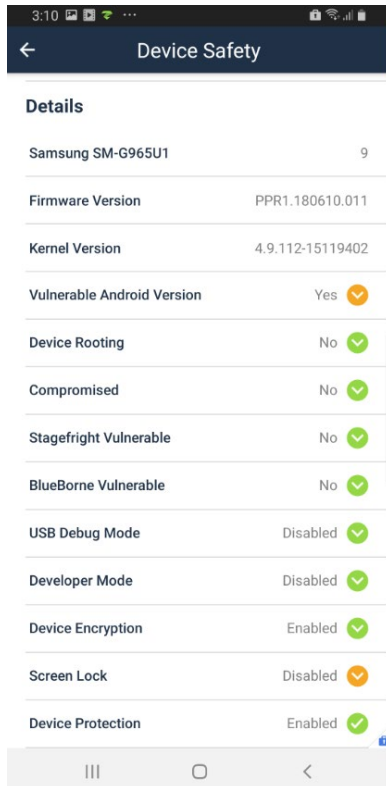 3:10
Device Safety
Details
Samsung SM-G965U1 9
Firmware Version PPR1.180610.011
Kernel Version 4.9.112-15119402
Vulnerable Android Version Yes
Device Rooting No
Compromised No
Stagefright Vulnerable No
BlueBorne Vulnerable No
USB Debug Mode Disabled
Developer Mode Disabled
Device Encryption Enabled
Screen Lock Disabled
Device Protection Enabled